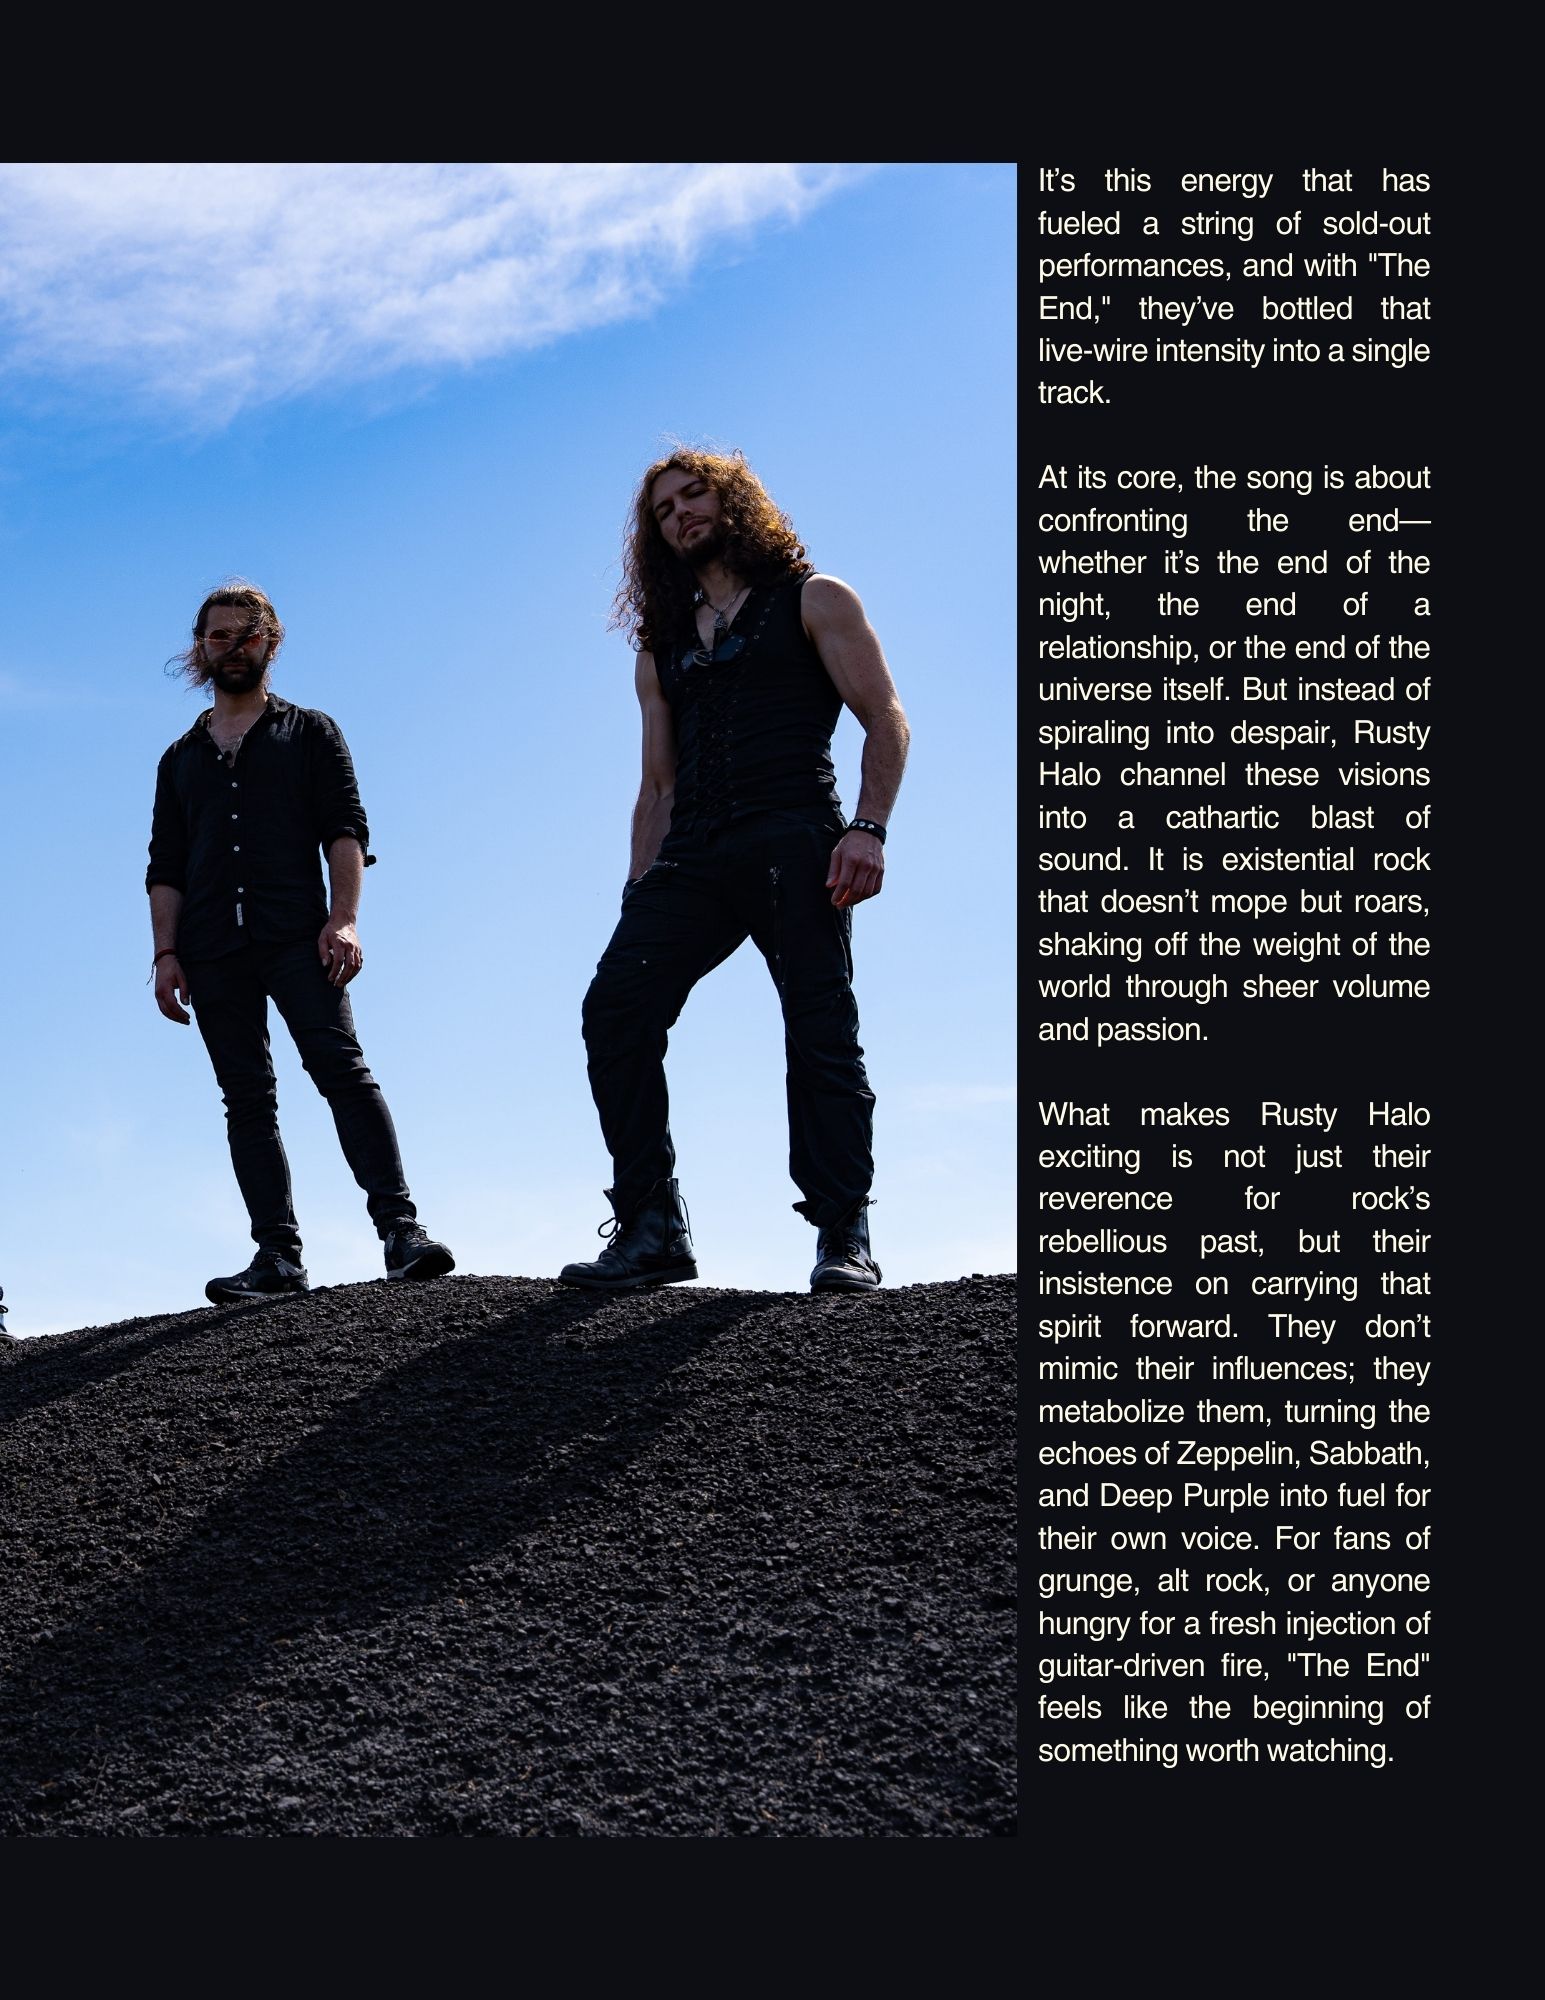 It’s this energy that has
fueled a string of sold-out
performances, and with "The
End," they’ve bottled that
live-wire intensity into a single
track.
At its core, the song is about
confronting the end—
whether it’s the end of the
night, the end of a
relationship, or the end of the
universe itself. But instead of
spiraling into despair, Rusty
Halo channel these visions
into a cathartic blast of
sound. It is existential rock
that doesn’t mope but roars,
shaking off the weight of the
world through sheer volume
and passion.
What makes Rusty Halo
exciting is not just their
reverence for rock’s
rebellious past, but their
insistence on carrying that
spirit forward. They don’t
mimic their influences; they
metabolize them, turning the
echoes of Zeppelin, Sabbath,
and Deep Purple into fuel for
their own voice. For fans of
grunge, alt rock, or anyone
hungry for a fresh injection of
guitar-driven fire, "The End"
feels like the beginning of
something worth watching.